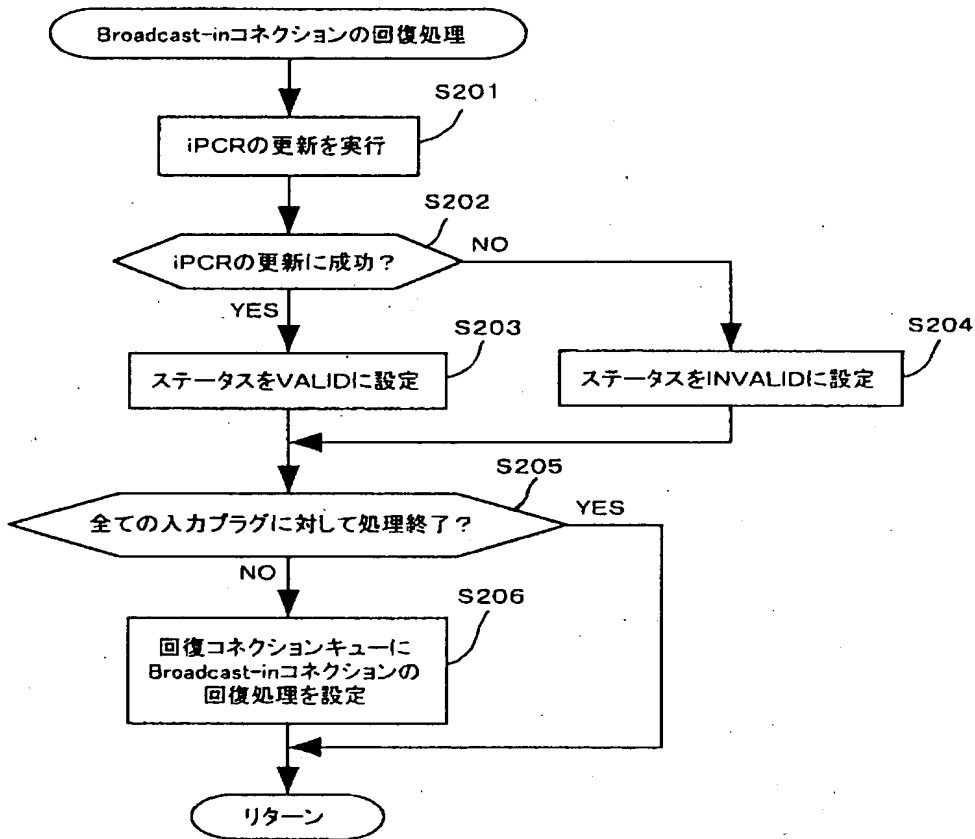 Broadcast-inコネクションの回復処理
S201
iPCRの更新を実行
S202
iPCRの更新に成功？
NO
YES
S203
S204
ステータスをVALIDに設定
ステータスをINVALIDに設定
S205
全ての入力プラグに対して処理終了？
YES
NO
S206
回復コネクションキューに
Broadcast-inコネクションの
回復処理を設定
リターン